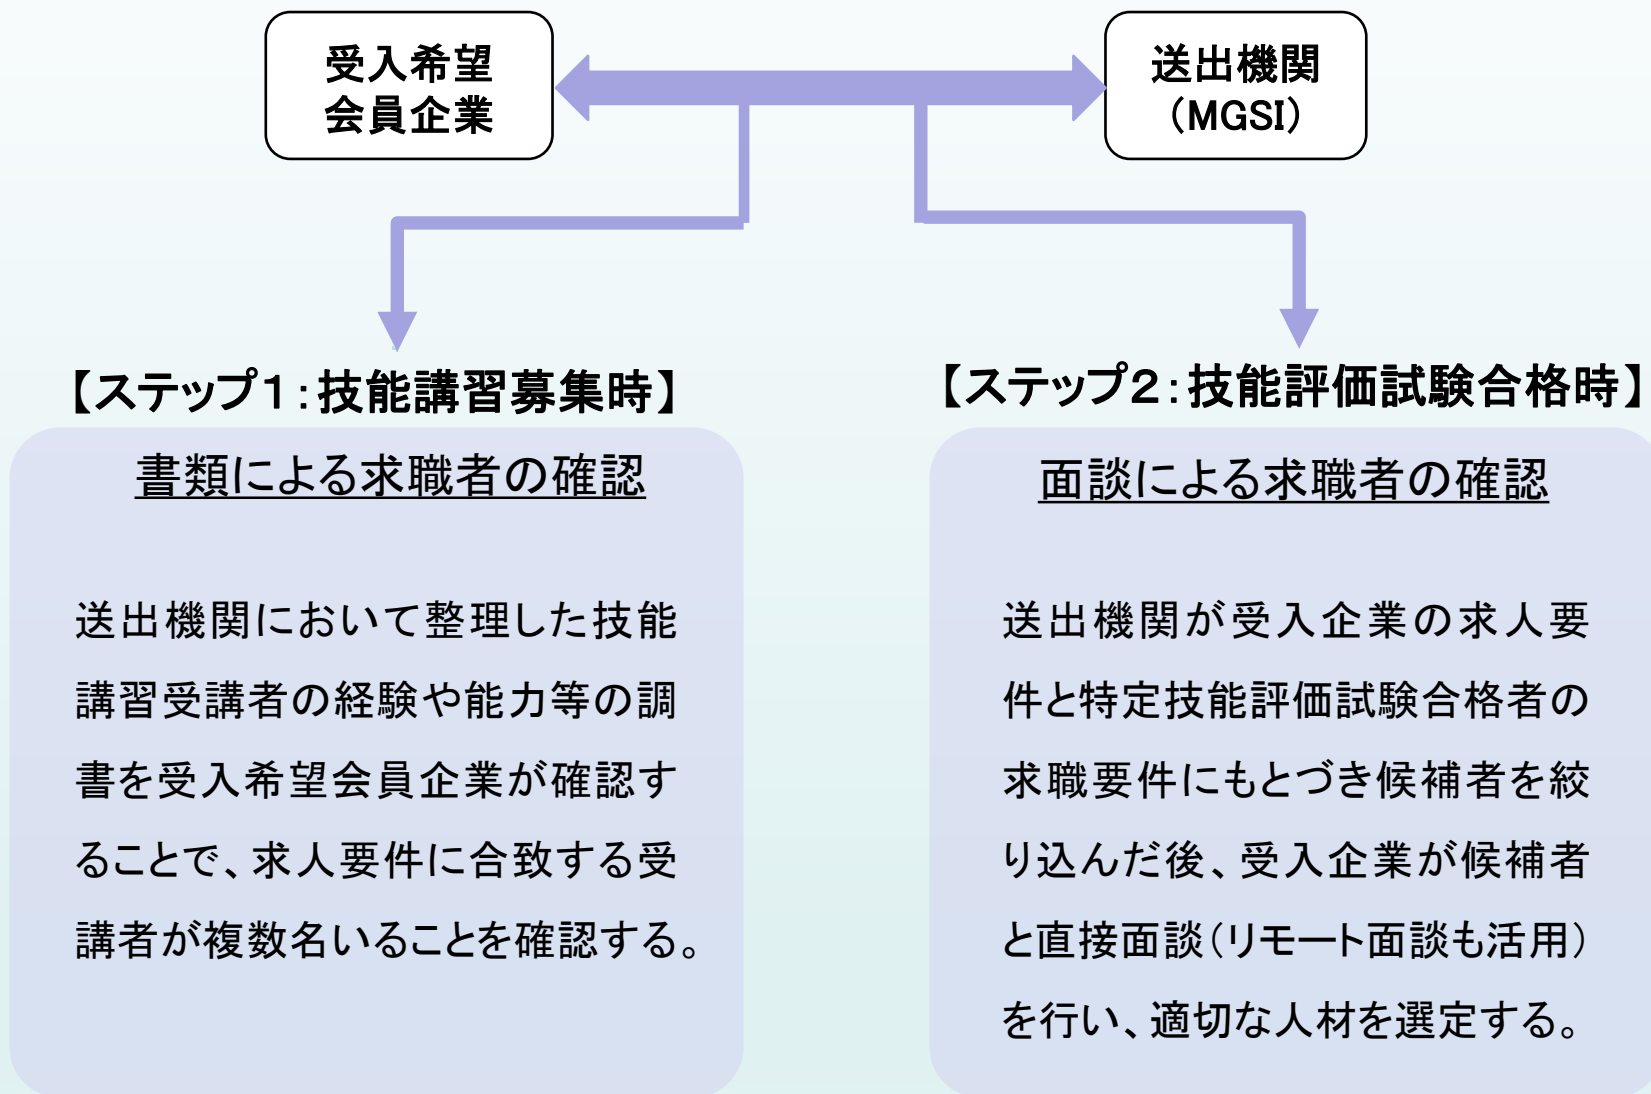 受入希望
会員企業
送出機関
（MGSI）
【ステップ１：技能講習募集時】
書類による求職者の確認
送出機関において整理した技能
講習受講者の経験や能力等の調
書を受入希望会員企業が確認す
ることで、求人要件に合致する受
講者が複数名いることを確認する。
【ステップ２：技能評価試験合格時】
面談による求職者の確認
送出機関が受入企業の求人要
件と特定技能評価試験合格者の
求職要件にもとづき候補者を絞
り込んだ後、受入企業が候補者
と直接面談（リモート面談も活用）
を行い、適切な人材を選定する。